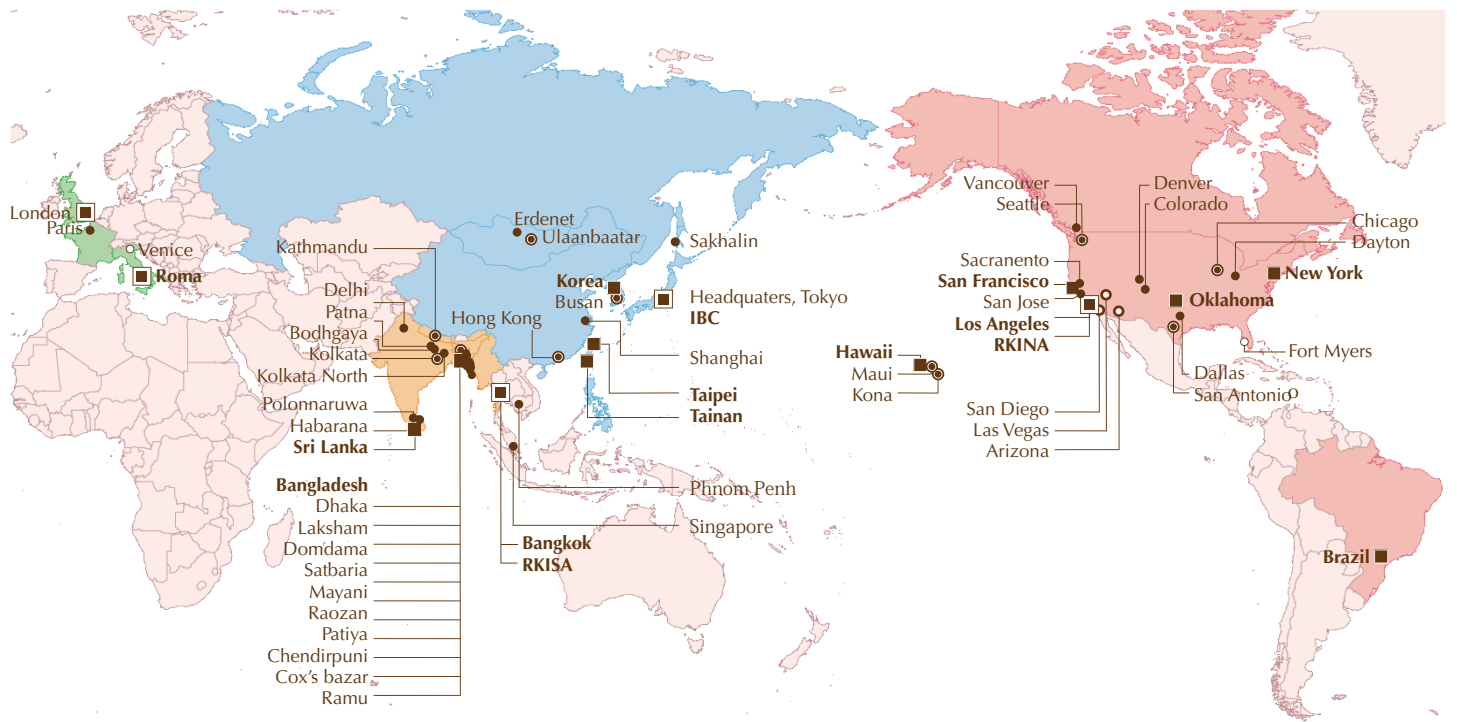 London
Paris
Venice
Roma
Kathmandu
Delhi
Patna
Bodhgaya
Kolkata
Kolkata North
Polonnaruwa
Habarana
Sri Lanka
Bangladesh
Dhaka
Laksham
Domdama
Satbaria
Mayani
Raozan
Patiya
Chendirpuni
Cox's bazar
Ramu
Erdenet
Ulaanbaatar
Sakhalin
Korea
Busan
Headquaters, Tokyo
IBC
Hong Kong
Shanghai
Taipei
Tainan
Phnom Penh
Singapore
Bangkok
RKISA
Hawaii
Maui
Kona
Vancouver
Seattle
Denver
Colorado
Chicago
Dayton
Sacranento
San Francisco
San Jose
Los Angeles
RKINA
New York
Oklahoma
Fort Myers
Dallas
San Antonio
San Diego
Las Vegas
Arizona
Brazil